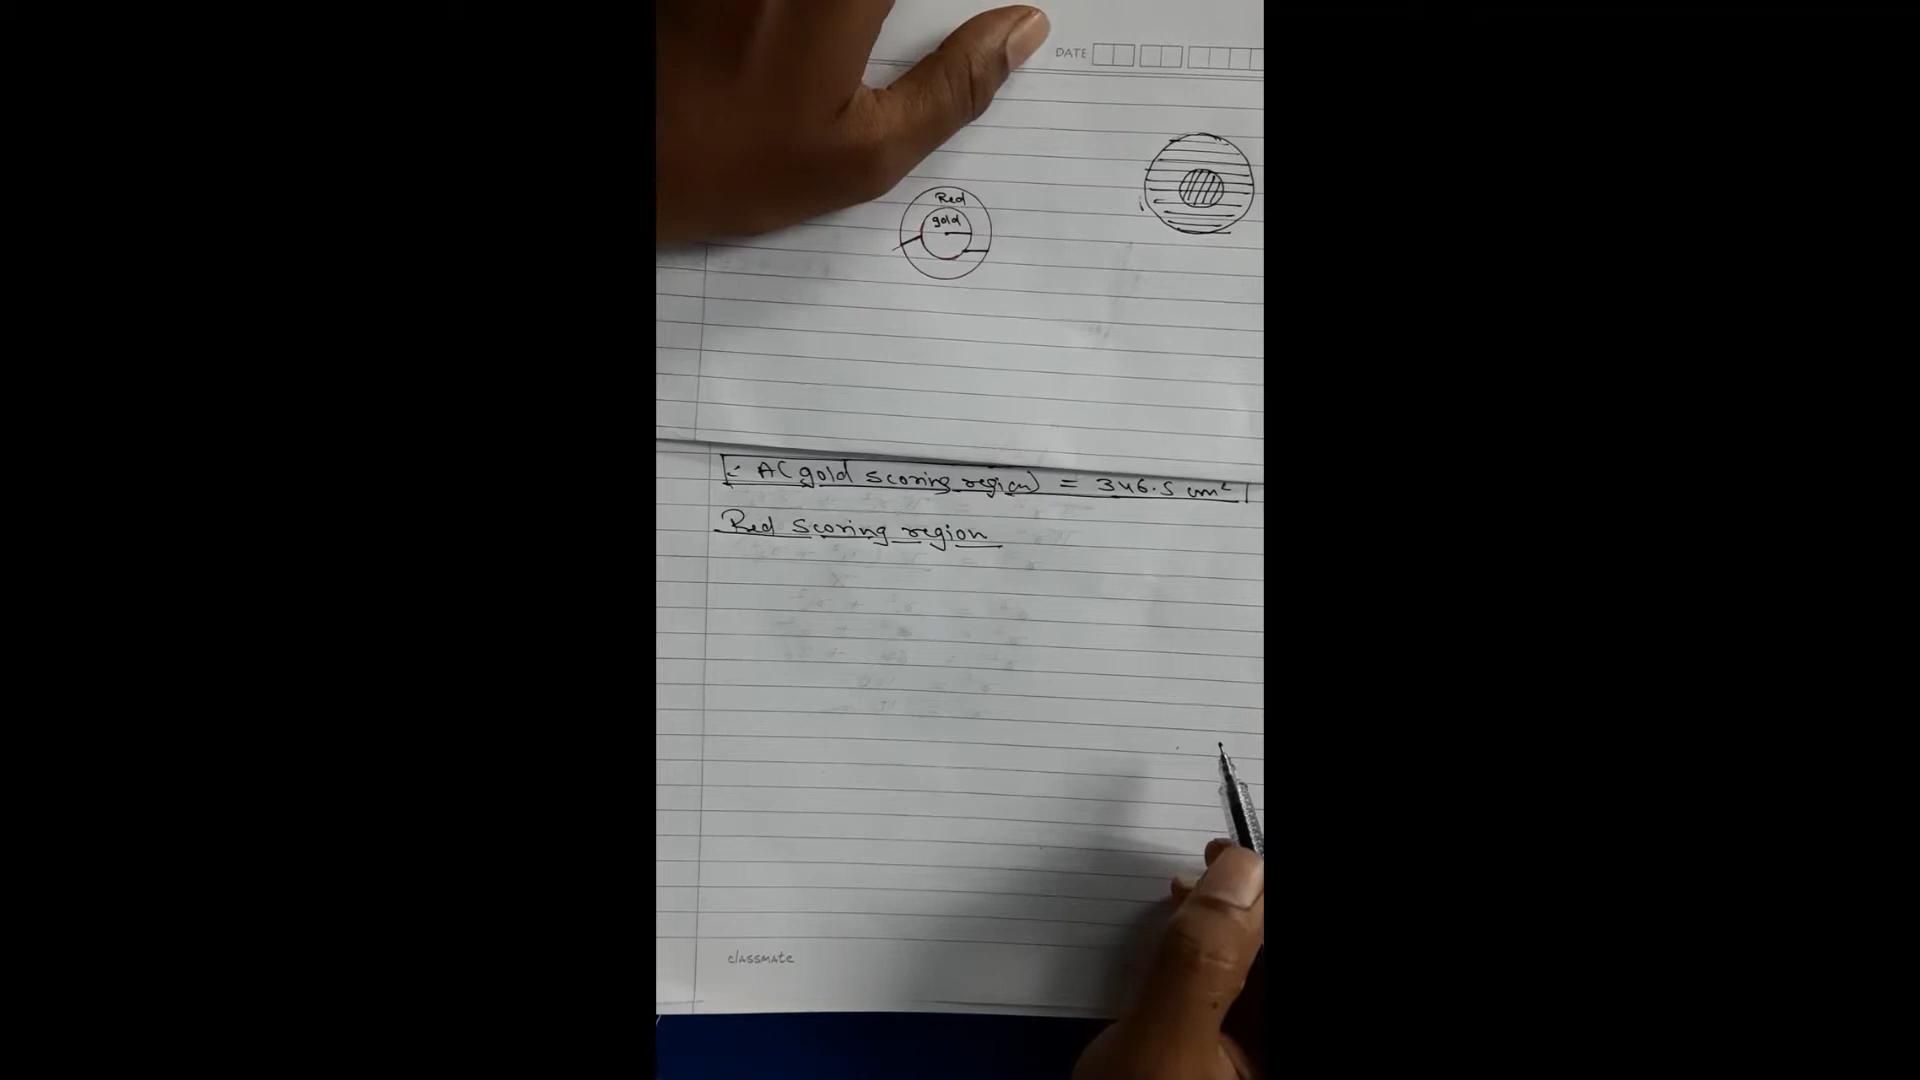 DATE
Red
gold
∴ A(gold scoring region) = 346.5 cm²
Red scoring region
classmate